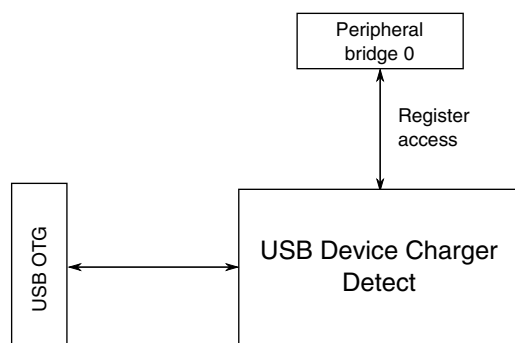 Peripheral
bridge 0
Register
access
USB OTG
USB Device Charger
Detect